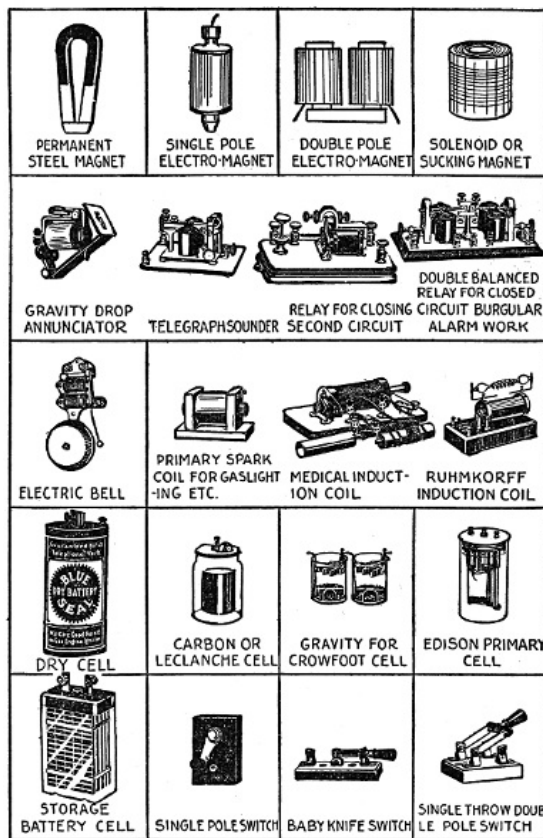 PERMANENT
STEEL MAGNET
SINGLE POLE
ELECTRO-MAGNET
DOUBLE POLE
ELECTRO-MAGNET
SOLENOID OR
SUCKING MAGNET
GRAVITY DROP
ANNUNCIATOR
TELEGRAPH SOUNDER
RELAY FOR CLOSING
SECOND CIRCUIT
DOUBLE BALANCED
RELAY FOR CLOSED
CIRCUIT BURGULAR
ALARM WORK
ELECTRIC BELL
PRIMARY SPARK
COIL FOR GASLIGHT
-ING ETC.
MEDICAL INDUCT-
ION COIL
RUHMKORFF
INDUCTION COIL
BLUE
DRY BATTERY
SEAL
DRY CELL
CARBON OR
LECLANCHE CELL
GRAVITY FOR
CROWFOOT CELL
EDISON PRIMARY
CELL
STORAGE
BATTERY CELL
SINGLE POLE SWITCH
BABY KNIFE SWITCH
SINGLE THROW DOUB
LE POLE SWITCH